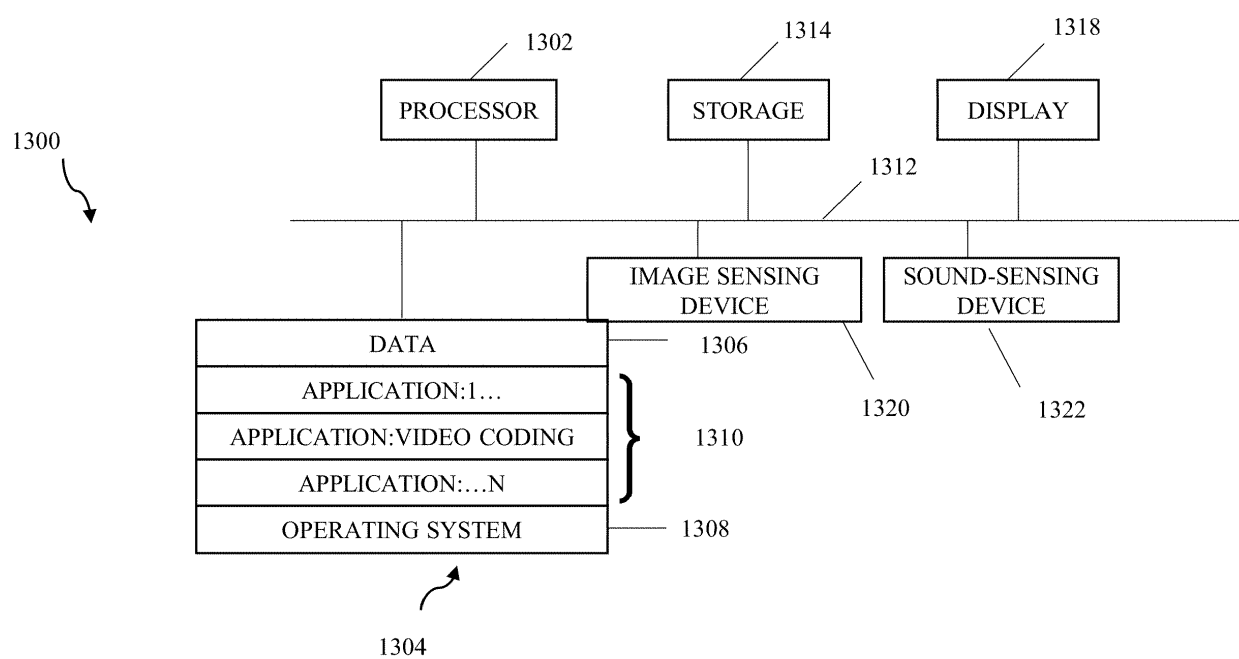 1302
1314
1318
PROCESSOR
STORAGE
DISPLAY
1300
1312
IMAGE SENSING
DEVICE
SOUND-SENSING
DEVICE
DATA
1306
APPLICATION:1...
1320
1322
APPLICATION:VIDEO CODING
1310
APPLICATION:...N
OPERATING SYSTEM
1308
1304